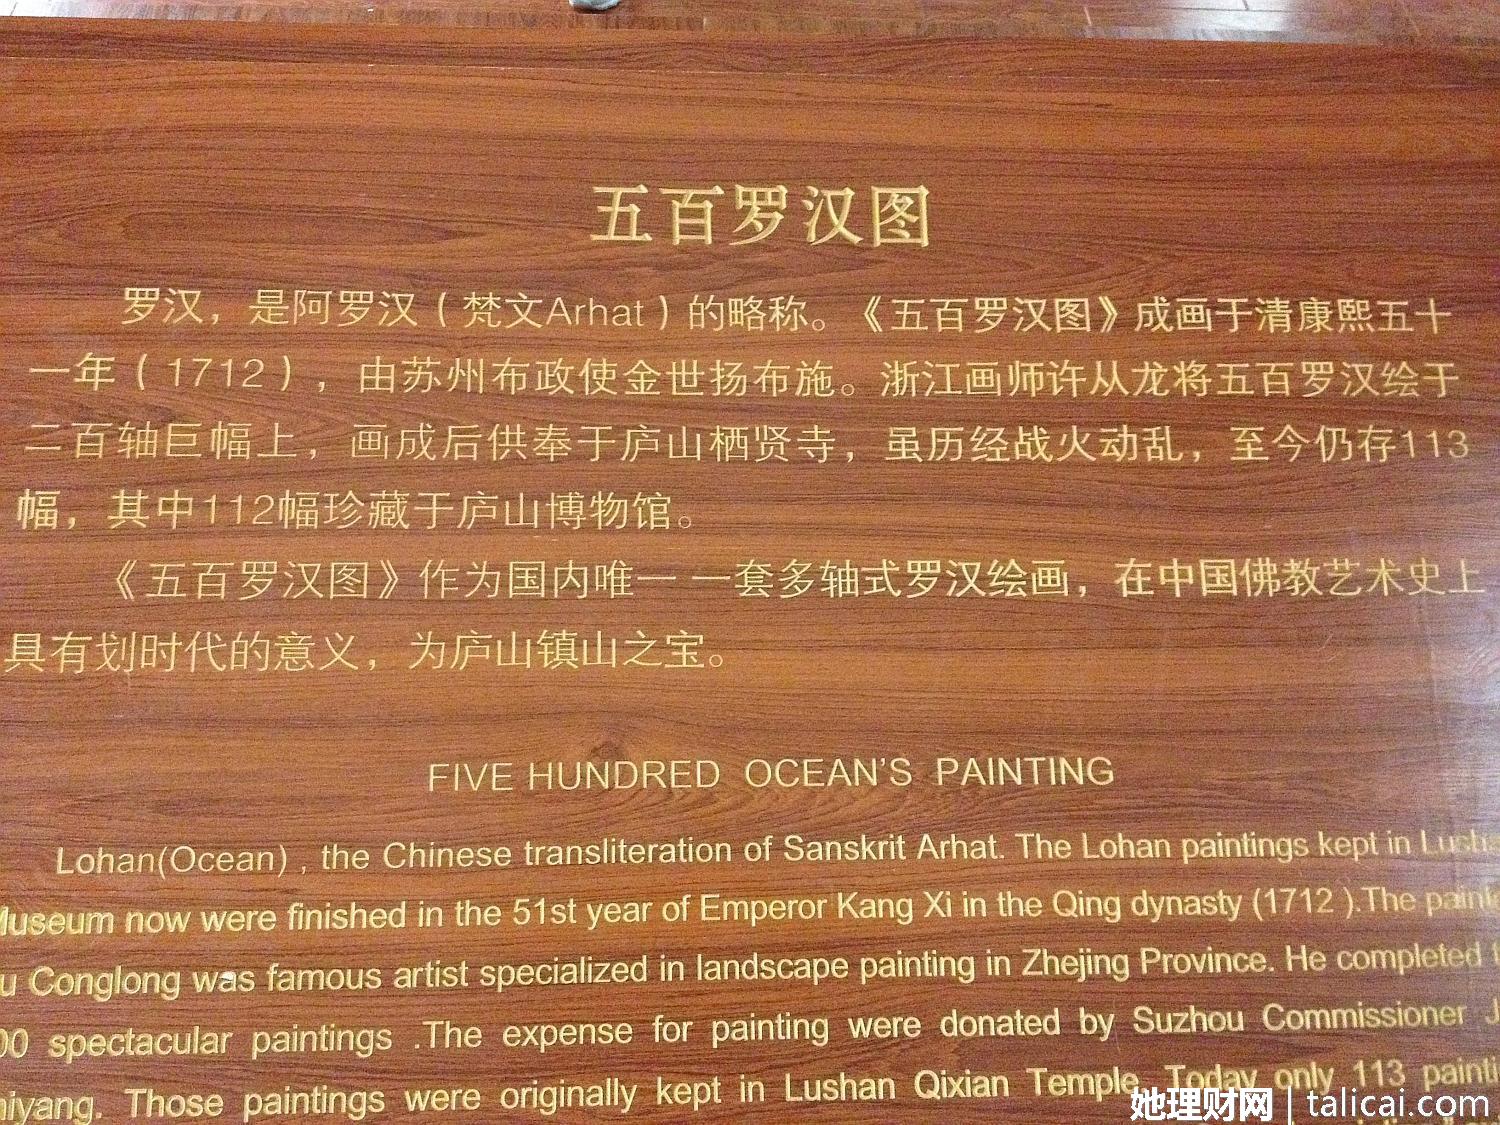 五百罗汉图
罗汉，是阿罗汉（梵文Arhat）的略称。《五百罗汉图》成画于清康熙五十
一年（1712），由苏州布政使金世扬布施。浙江画师许从龙将五百罗汉绘于
二百轴巨幅上，画成后供奉于庐山栖贤寺，虽历经战火动乱，至今仍存113
幅，其中112幅珍藏于庐山博物馆。
《五百罗汉图》作为国内唯一一套多轴式罗汉绘画，在中国佛教艺术史上
具有划时代的意义，为庐山镇山之宝。
FIVE HUNDRED OCEAN'S PAINTING
Lohan(Ocean) , the Chinese transliteration of Sanskrit Arhat. The Lohan paintings kept in Lusha
Museum now were finished in the 51st year of Emperor Kang Xi in the Qing dynasty (1712 ).The
u Conglong was famous artist specialized in landscape painting in Zhejing Province. He completed
00 spectacular paintings .The expense for painting were donated by Suzhou Commissioner J
hiyang. Those paintings were originally kept in Lushan Qixian Temple. Today only 113
她理财网 | talicai.com